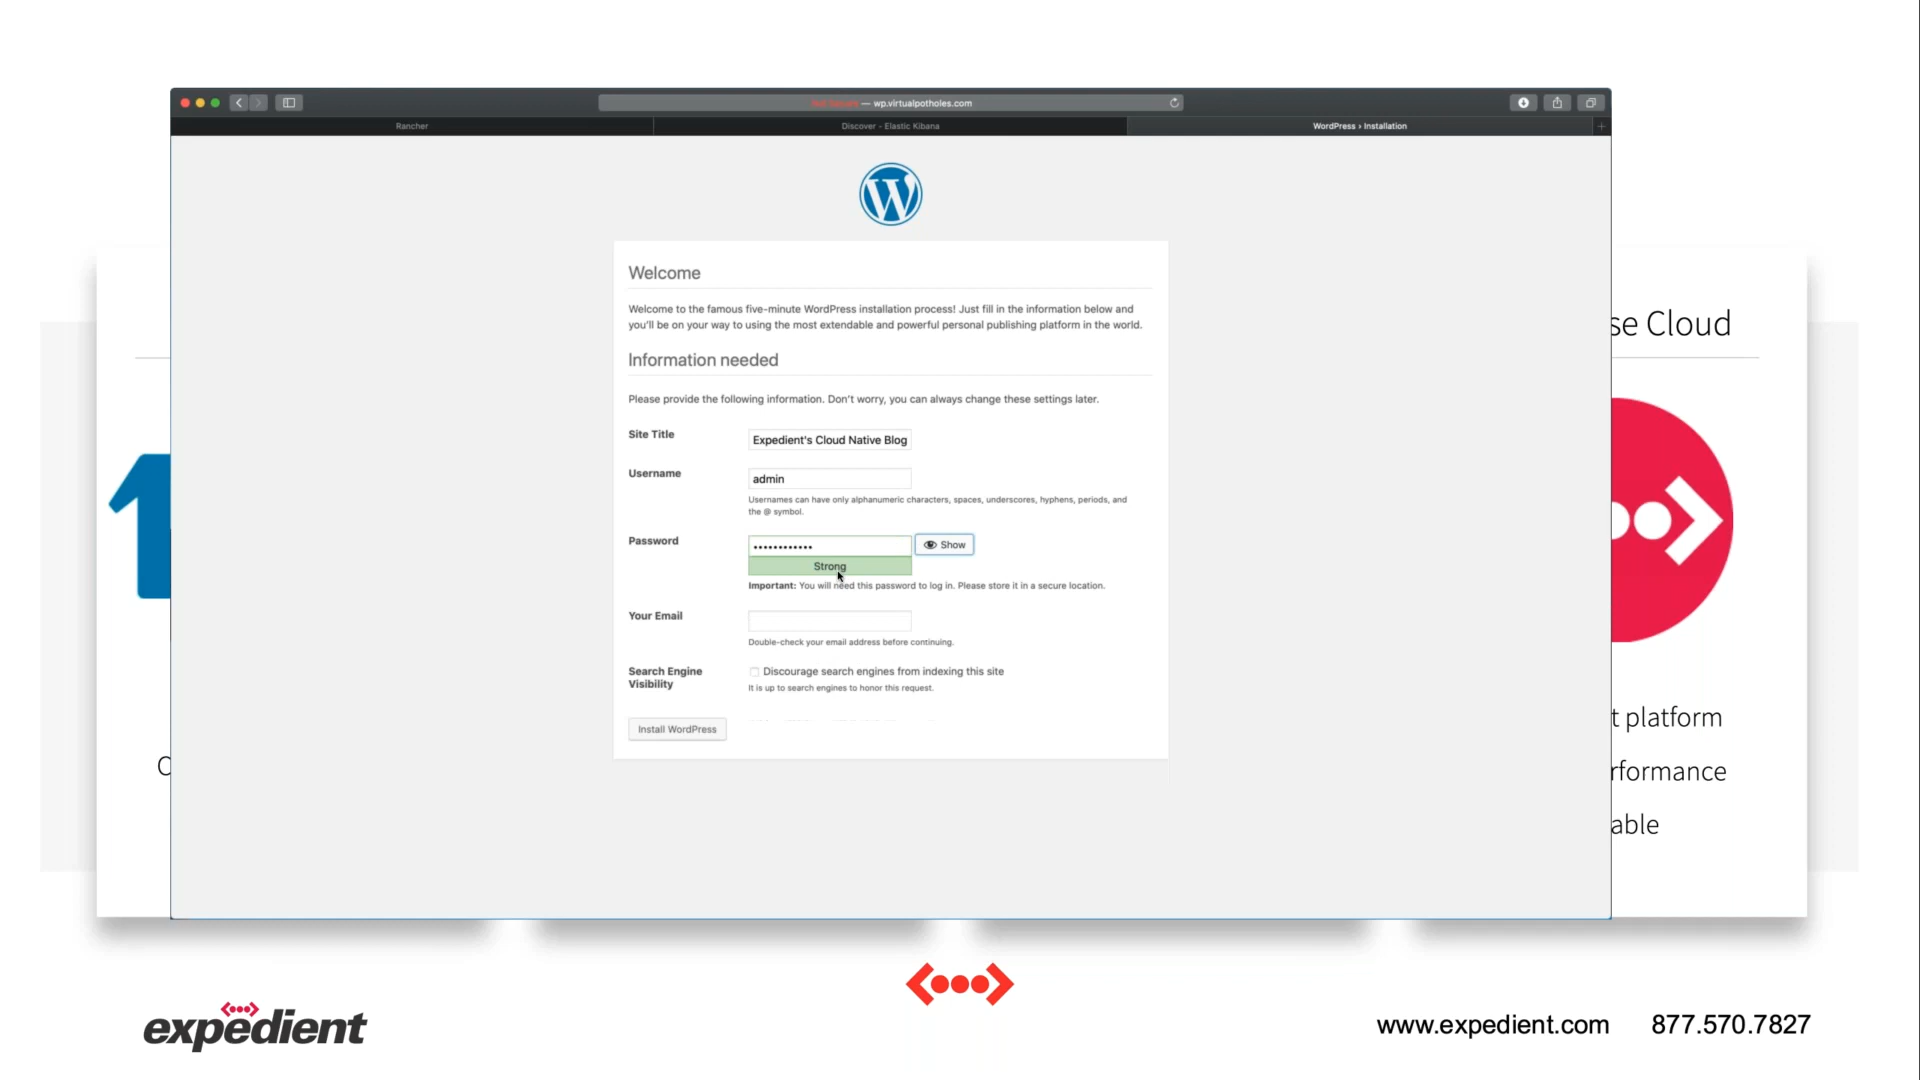 Not Secure — wp.virtualpotholes.com
Rancher
Discover - Elastic Kibana
WordPress › Installation
Welcome
Welcome to the famous five-minute WordPress installation process! Just fill in the information below and
you'll be on your way to using the most extendable and powerful personal publishing platform in the world.
Information needed
Please provide the following information. Don't worry, you can always change these settings later.
Site Title
Expedient's Cloud Native Blog
Username
admin
Usernames can have only alphanumeric characters, spaces, underscores, hyphens, periods, and
the @ symbol.
Password
Show
Strong
Important: You will need this password to log in. Please store it in a secure location.
Your Email
Double-check your email address before continuing.
Search Engine
Visibility
Discourage search engines from indexing this site
It is up to search engines to honor this request.
Install WordPress
se Cloud
t platform
rformance
able
expedient
www.expedient.com 877.570.7827